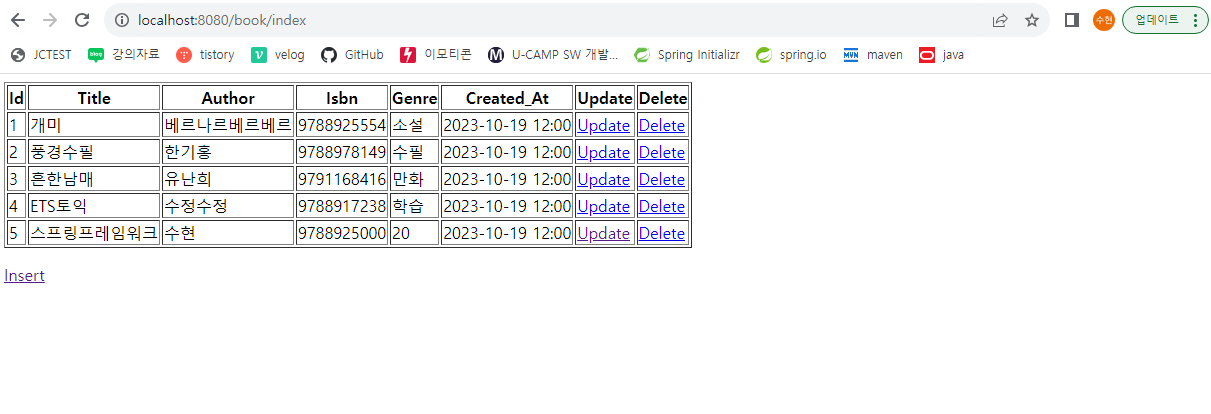 localhost:8080/book/index 수현 업데이트
JCTEST blog 강의자료 tistory velog GitHub 이모티콘 U-CAMP SW 개발... Spring Initializr spring.io MVN maven java
Id Title Author Isbn Genre Created_At Update Delete
1 개미 베르나르베르베르 9788925554 소설 2023-10-19 12:00 Update Delete
2 풍경수필 한기홍 9788978149 수필 2023-10-19 12:00 Update Delete
3 흔한남매 유난희 9791168416 만화 2023-10-19 12:00 Update Delete
4 ETS토익 수정수정 9788917238 학습 2023-10-19 12:00 Update Delete
5 스프링프레임워크 수현 9788925000 20 2023-10-19 12:00 Update Delete
Insert